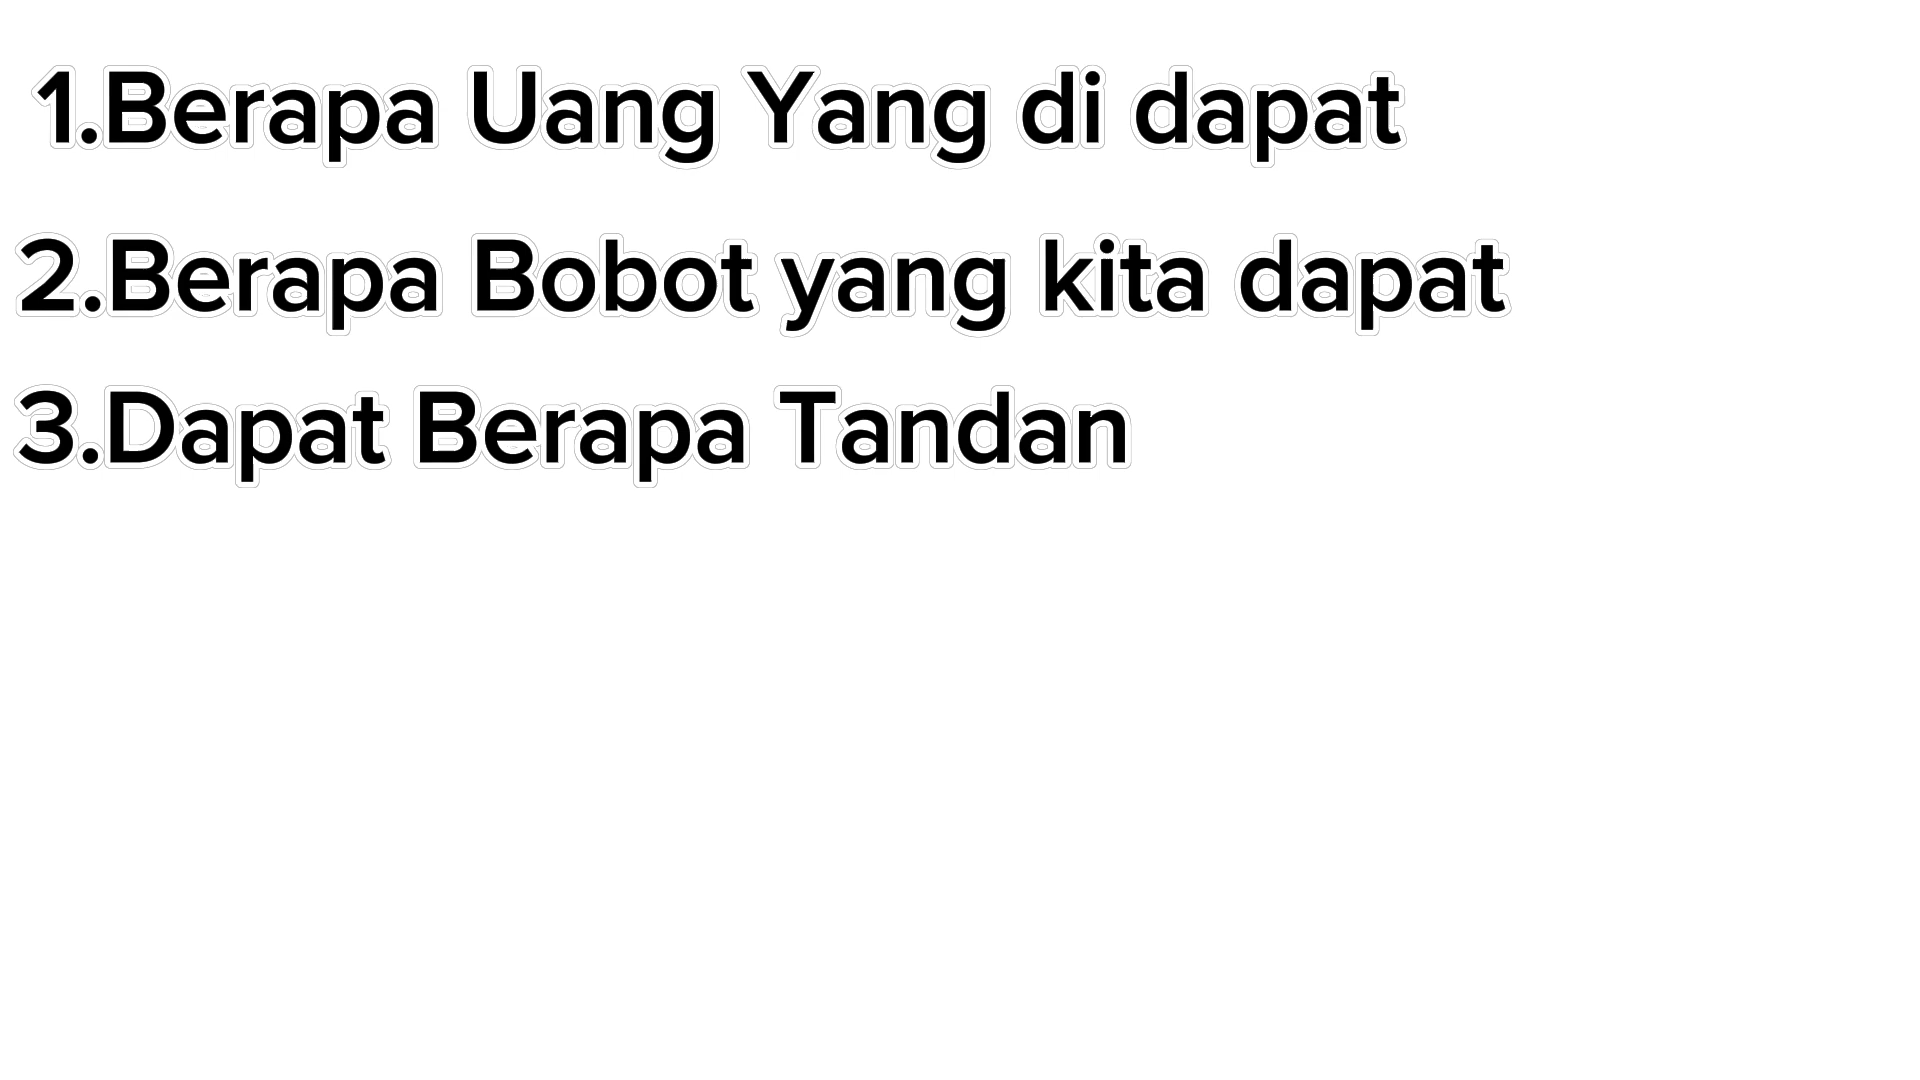 1.Berapa Uang Yang di dapat
2.Berapa Bobot yang kita dapat
3.Dapat Berapa Tandan